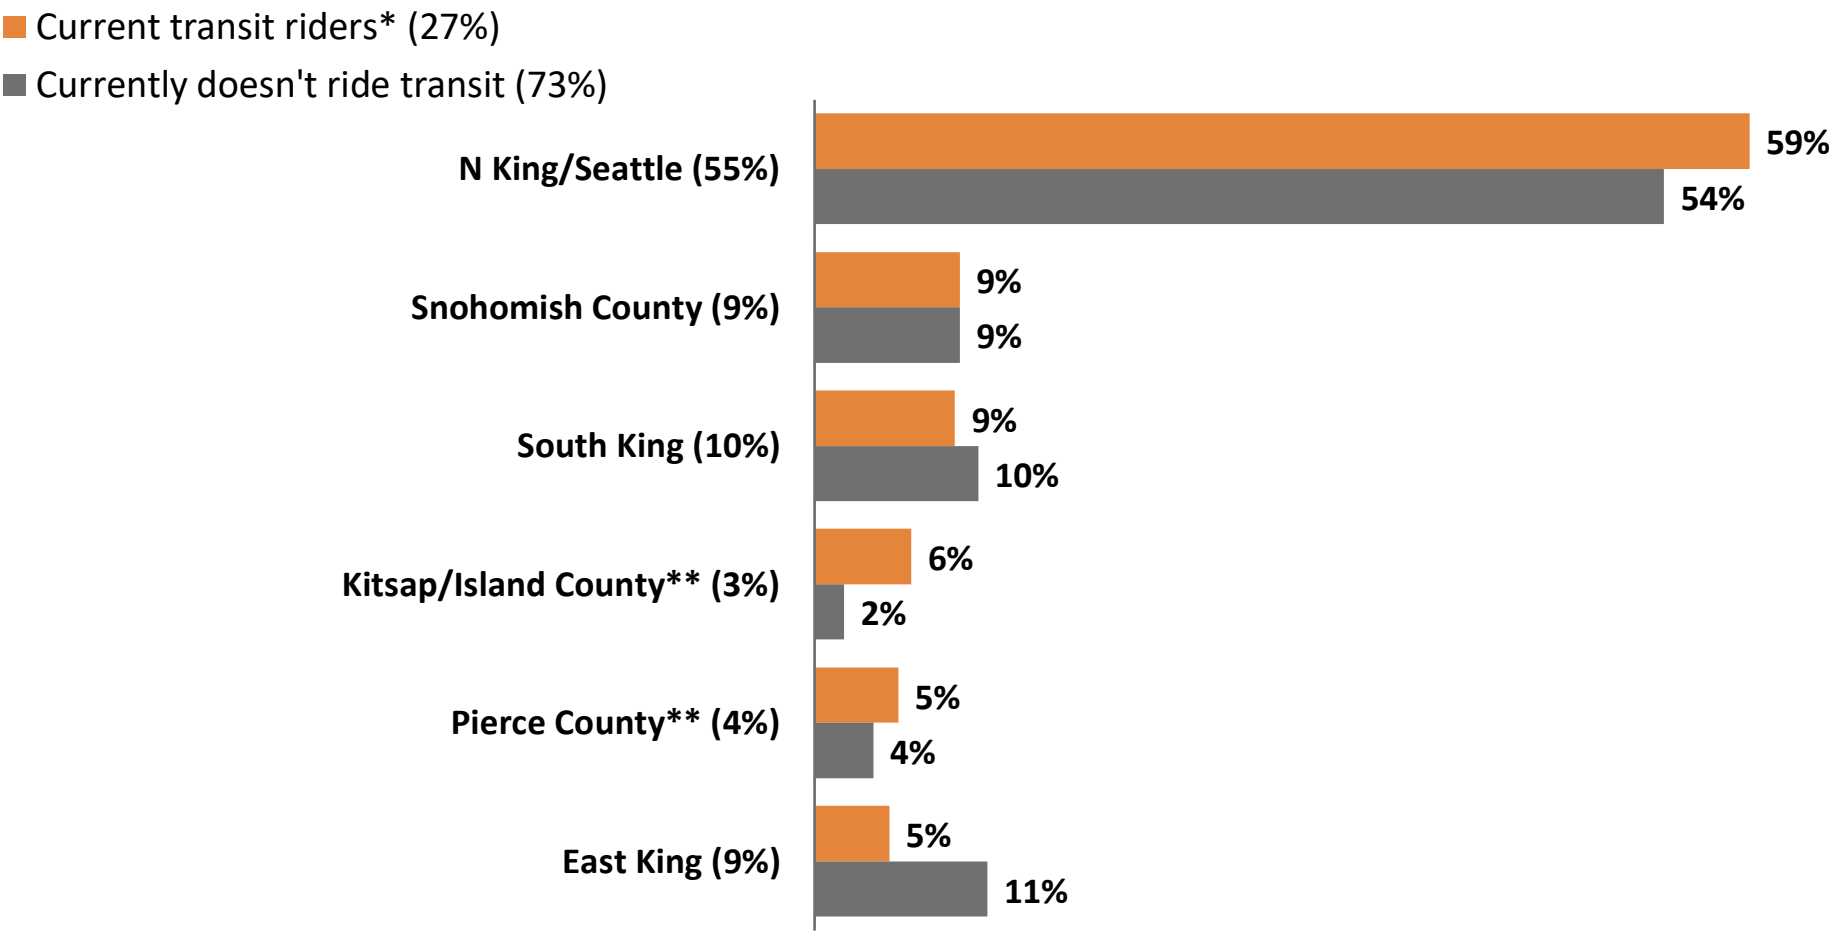 Current transit riders* (27%)
Currently doesn't ride transit (73%)
N King/Seattle (55%)
59%
54%
Snohomish County (9%)
9%
9%
South King (10%)
9%
10%
Kitsap/Island County** (3%)
6%
2%
Pierce County** (4%)
5%
4%
East King (9%)
5%
11%